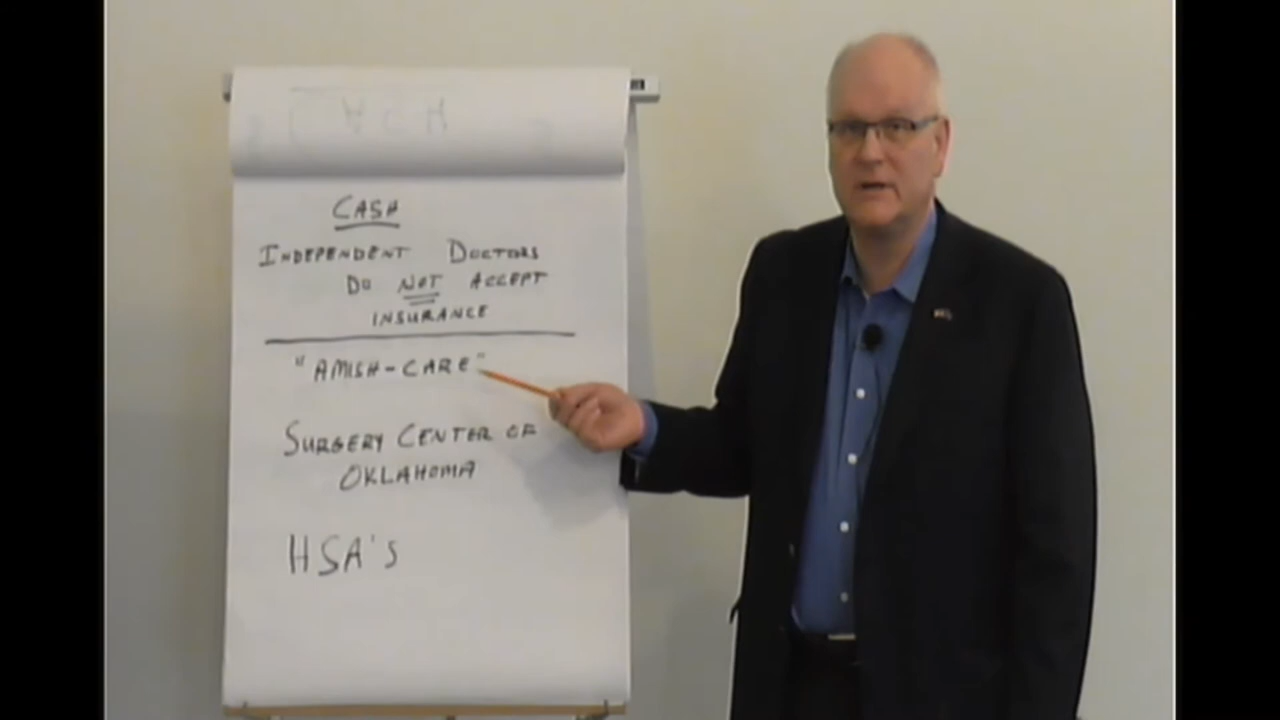 CASH
INDEPENDENT DOCTORS
DO NOT ACCEPT
INSURANCE
"AMISH-CARE"
SURGERY CENTER OF
OKLAHOMA
HSA'S